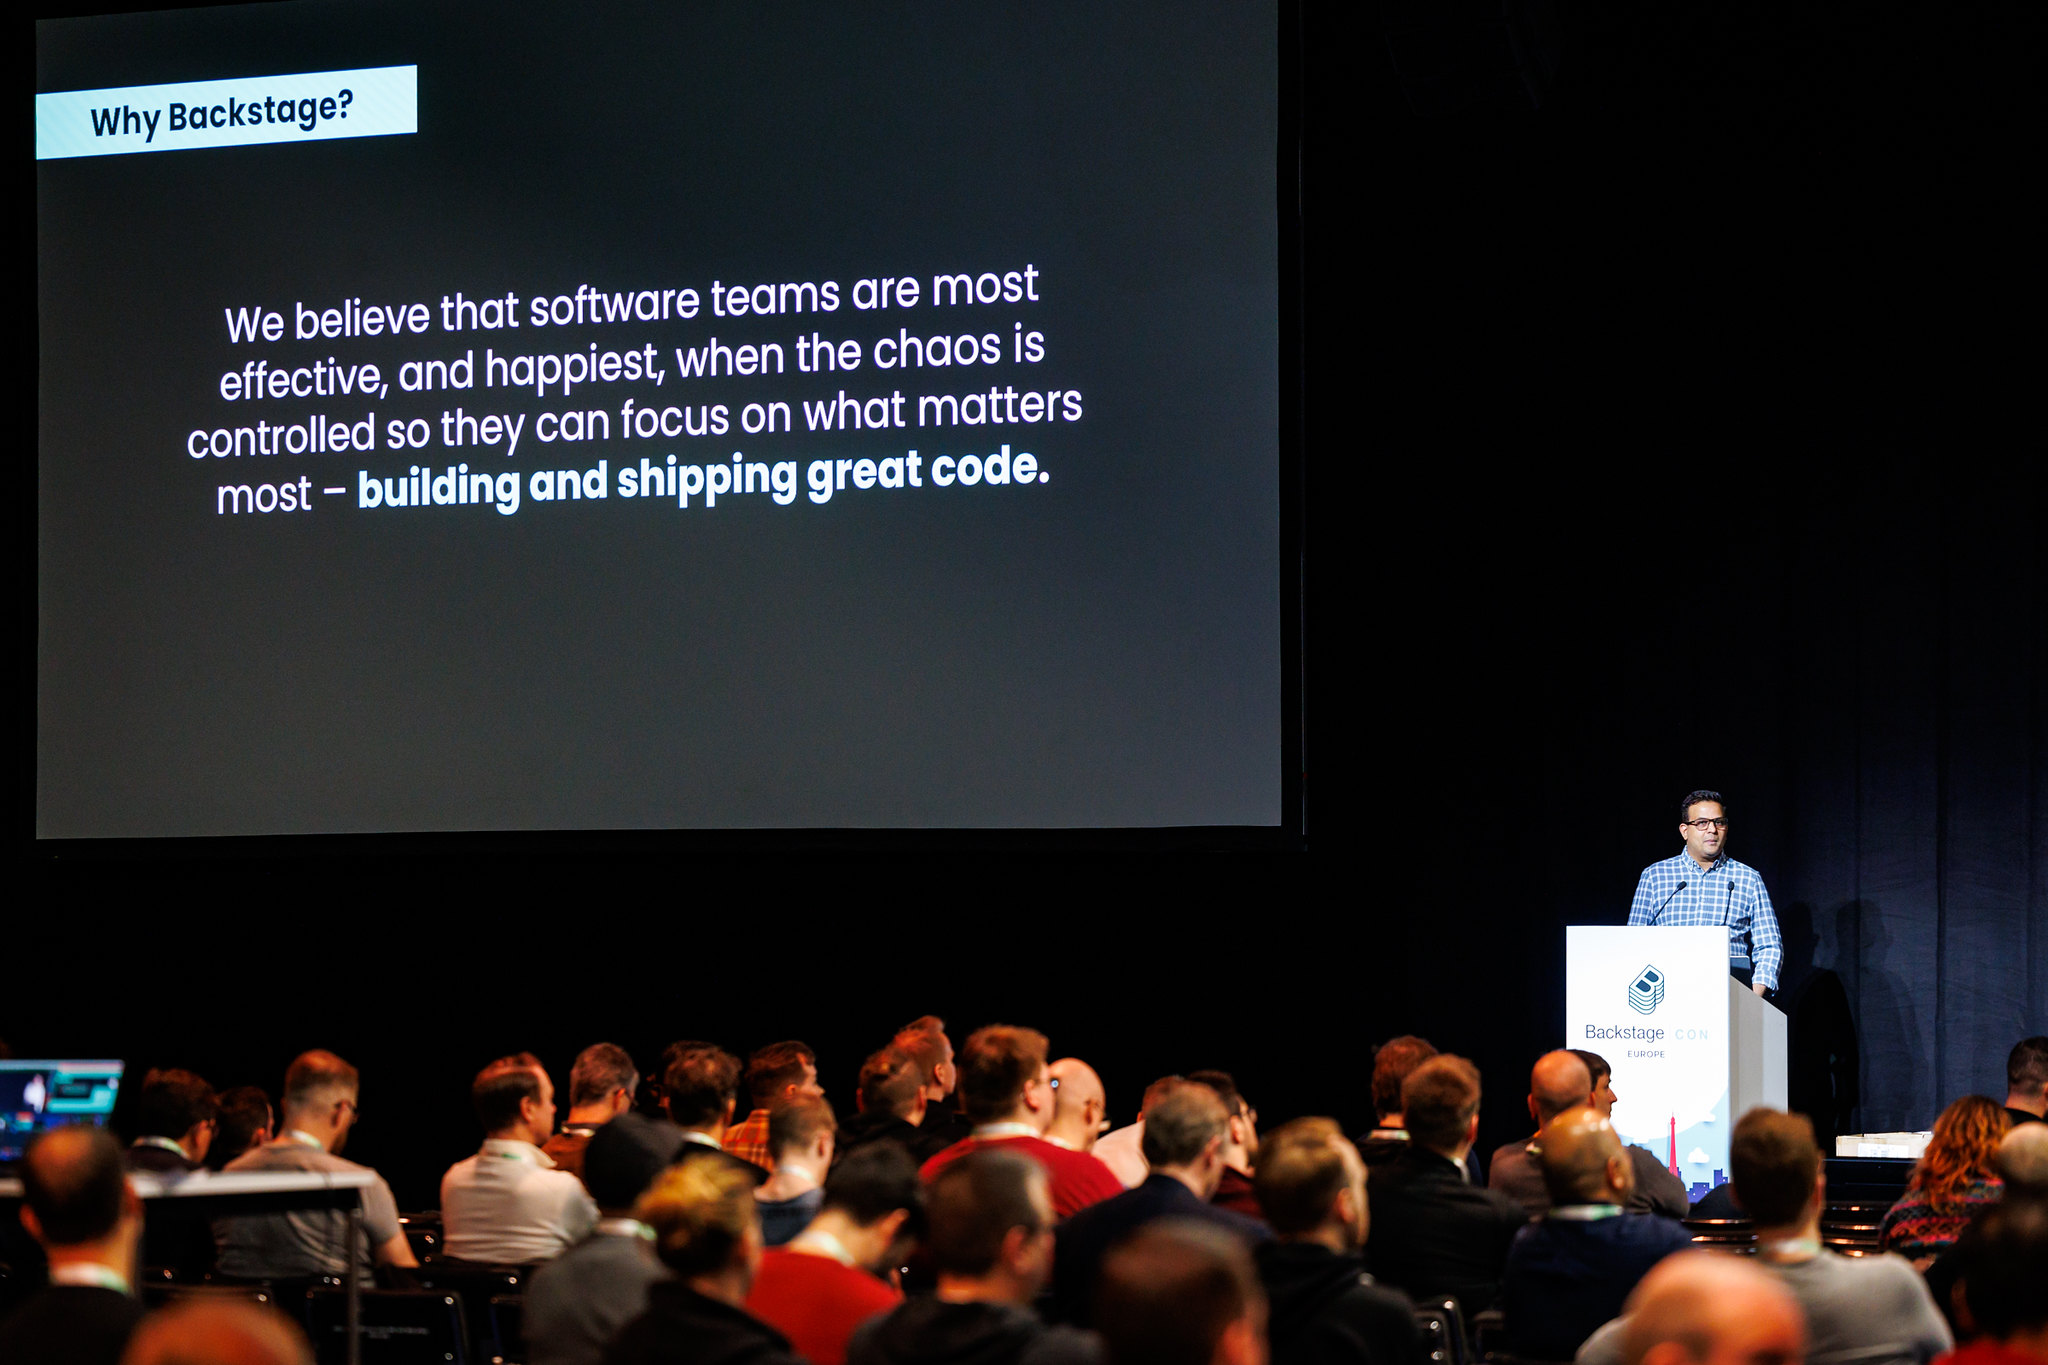 Why Backstage?
We believe that software teams are most
effective, and happiest, when the chaos is
controlled so they can focus on what matters
most – building and shipping great code.
B
Backstage CON
EUROPE